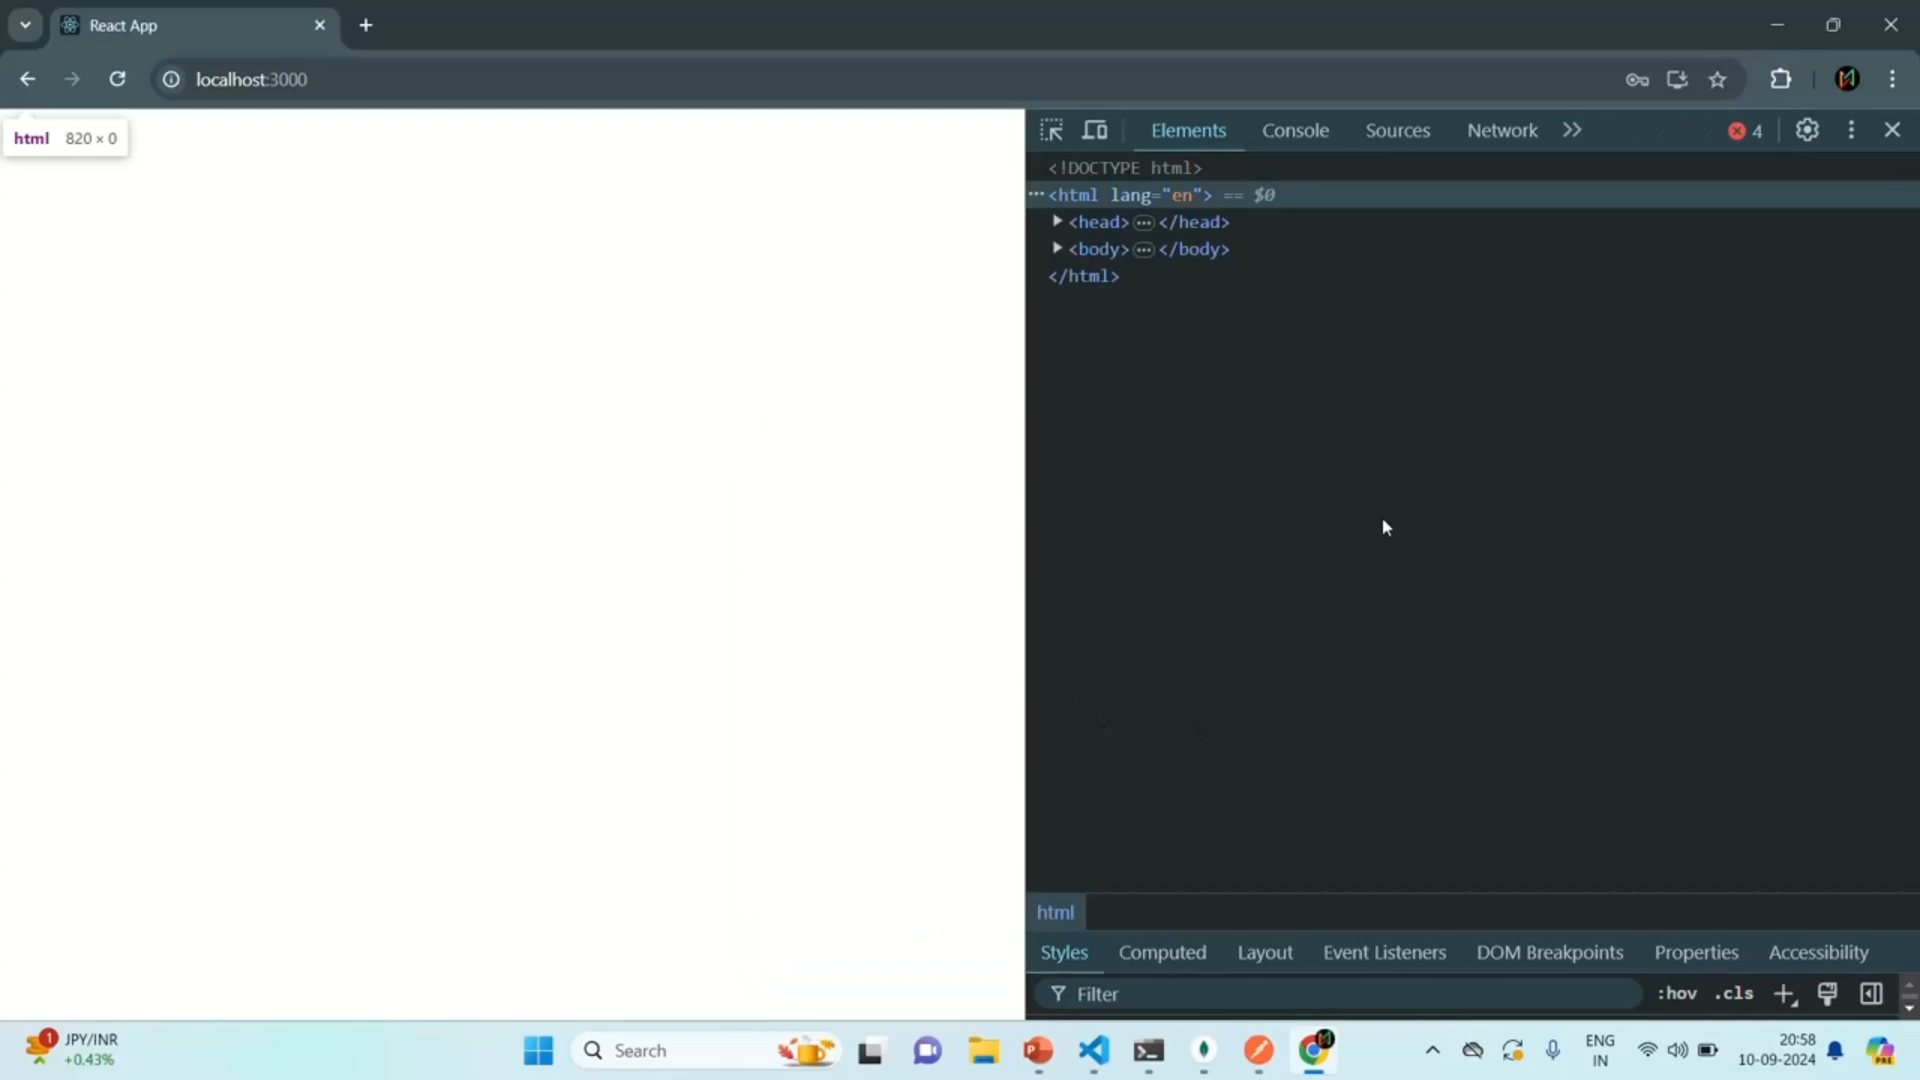 React App
localhost:3000
html 820 × 0
Elements Console Sources Network 4
<!DOCTYPE html>
<html lang="en"> == $0
<head> </head>
<body> </body>
</html>
html
Styles Computed Layout Event Listeners DOM Breakpoints Properties Accessibility
Filter :hov .cls
1 JPY/INR
+0.43%
Search
ENG
IN
20:58
10-09-2024
PRE